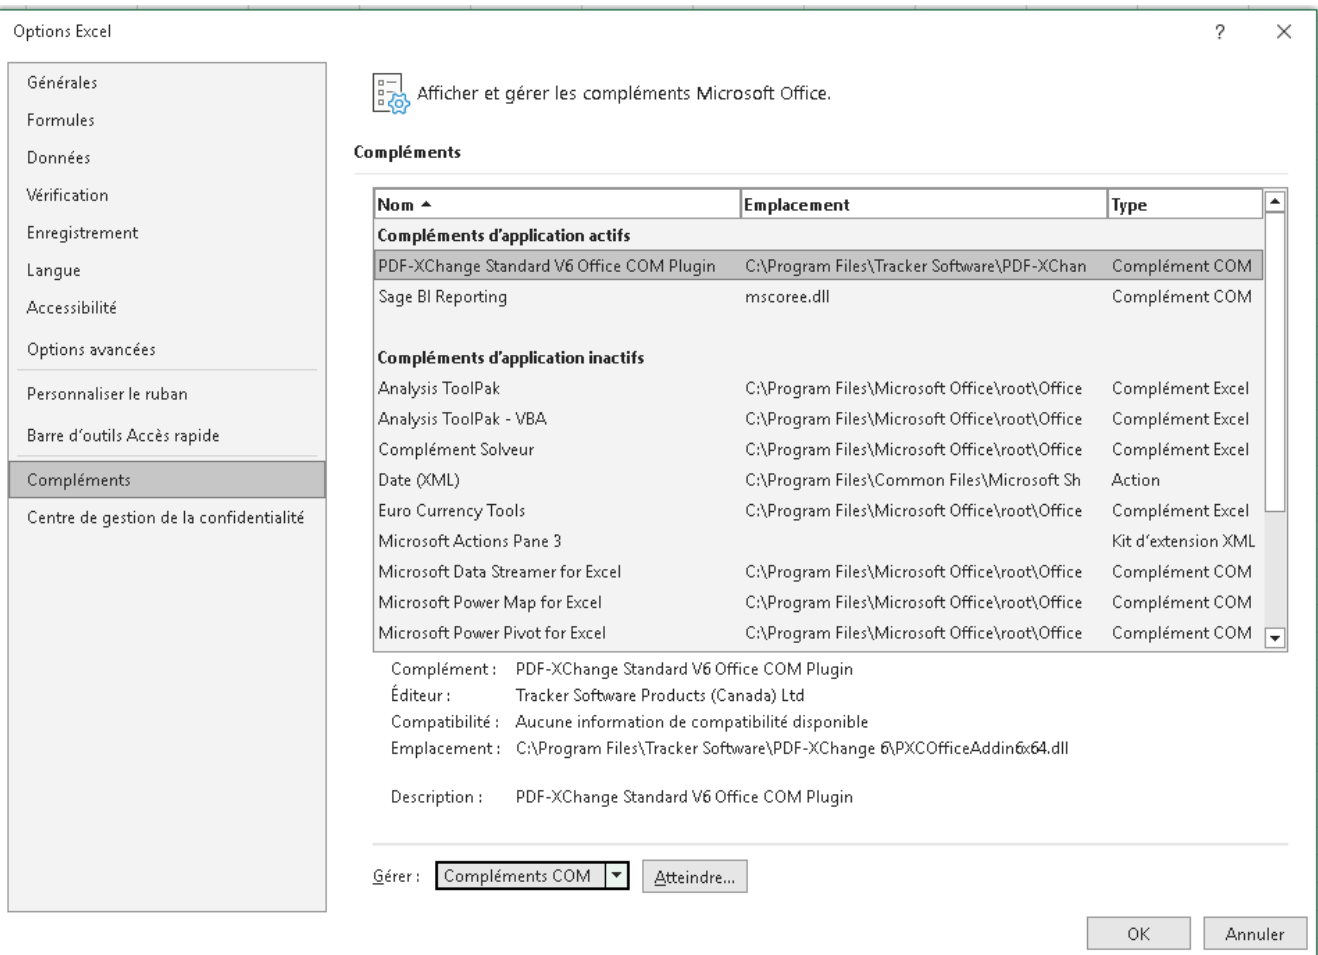 Options Excel
?
Générales
Formules
Données
Vérification
Enregistrement
Langue
Accessibilité
Options avancées
Personnaliser le ruban
Barre d'outils Accès rapide
Compléments
Centre de gestion de la confidentialité
Afficher et gérer les compléments Microsoft Office.
Compléments
Nom Emplacement Type
Compléments d'application actifs
PDF-XChange Standard V6 Office COM Plugin C:\Program Files\Tracker Software\PDF-XChan Complément COM
Sage BI Reporting mscoree.dll Complément COM
Compléments d'application inactifs
Analysis ToolPak C:\Program Files\Microsoft Office\root\Office Complément Excel
Analysis ToolPak - VBA C:\Program Files\Microsoft Office\root\Office Complément Excel
Complément Solveur C:\Program Files\Microsoft Office\root\Office Complément Excel
Date (XML) C:\Program Files\Common Files\Microsoft Sh Action
Euro Currency Tools C:\Program Files\Microsoft Office\root\Office Complément Excel
Microsoft Actions Pane 3 Kit d'extension XML
Microsoft Data Streamer for Excel C:\Program Files\Microsoft Office\root\Office Complément COM
Microsoft Power Map for Excel C:\Program Files\Microsoft Office\root\Office Complément COM
Microsoft Power Pivot for Excel C:\Program Files\Microsoft Office\root\Office Complément COM
Complément : PDF-XChange Standard V6 Office COM Plugin
Éditeur : Tracker Software Products (Canada) Ltd
Compatibilité : Aucune information de compatibilité disponible
Emplacement : C:\Program Files\Tracker Software\PDF-XChange 6\PXCOfficeAddin6x64.dll
Description : PDF-XChange Standard V6 Office COM Plugin
Gérer : Compléments COM Atteindre...
OK Annuler